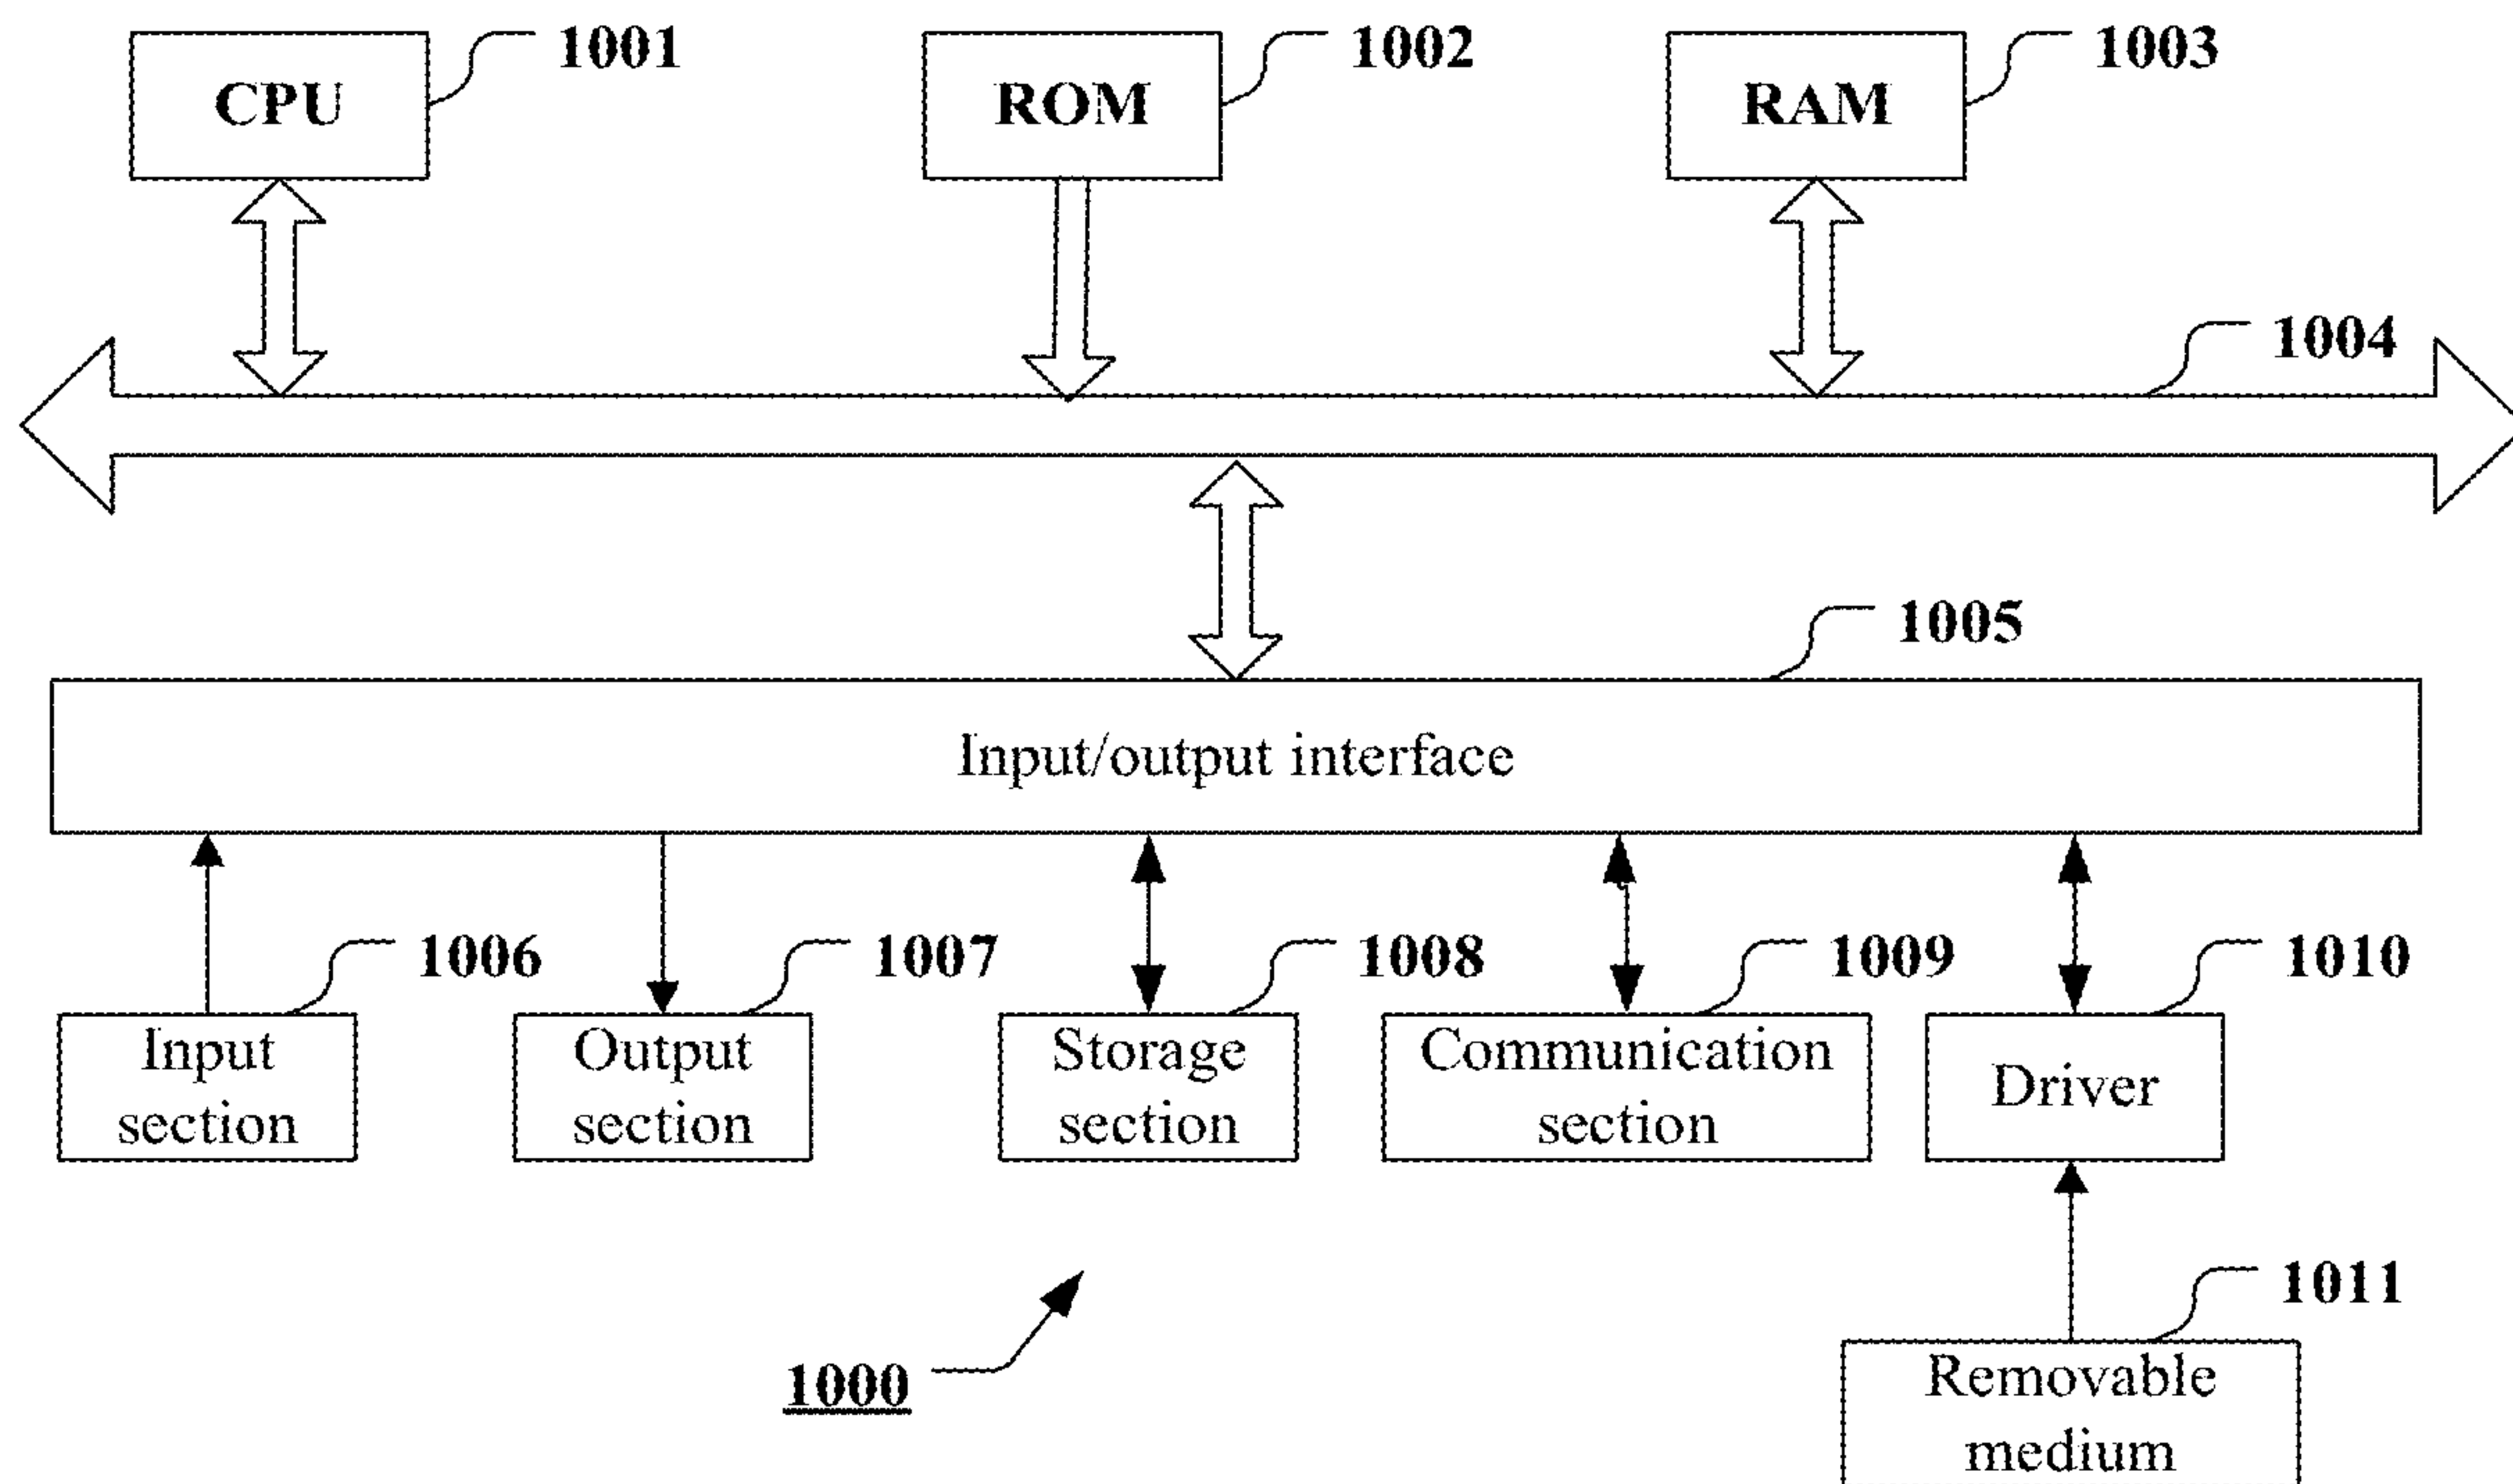 CPU
1001
ROM
1002
RAM
1003
1004
1005
Input/output interface
1006
1007
1008
1009
1010
Input
section
Output
section
Storage
section
Communication
section
Driver
1011
1000
Removable
medium